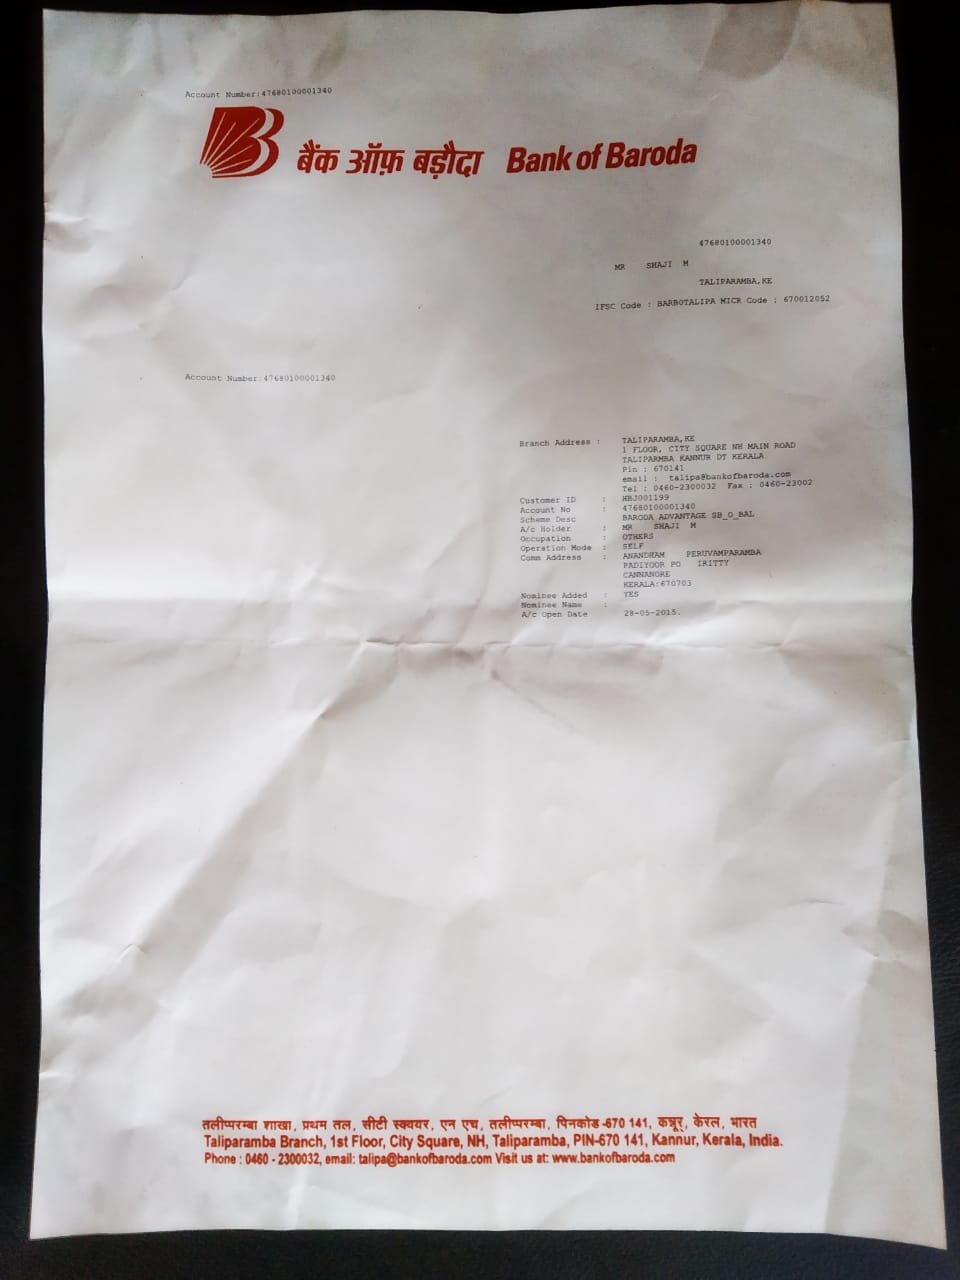 Account Number:47680100001340
बैंक ऑफ़ बड़ौदा Bank of Baroda
47680100001340
MR SHAJI M
TALIPARAMBA,KE
IFSC Code : BARB0TALIPA MICR Code : 670012052
Account Number:47680100001340
Branch Address : TALIPARAMBA,KE
1 FLOOR, CITY SQUARE NH MAIN ROAD
TALIPARMBA KANNUR DT KERALA
Pin : 670141
email : talipa@bankofbaroda.com
Tel : 0460-2300032 Fax : 0460-23002
Customer ID : HBJ001199
Account No : 47680100001340
Scheme Desc BARODA ADVANTAGE SB_O_BAL
A/c Holder : MR SHAJI M
Occupation : OTHERS
Operation Mode : SELF
Comm Address : ANANDHAM PERUVAMPARAMBA
PADIYOOR PO IRITTY
CANNANORE
KERALA:670703
Nominee Added : YES
Nominee Name :
A/c Open Date 28-05-2015.
तलीप्परम्बा शाखा, प्रथम तल, सीटी स्क्वयर, एन एच, तलीप्परम्बा, पिनकोड -670 141, कन्नूर, केरल, भारत
Taliparamba Branch, 1st Floor, City Square, NH, Taliparamba, PIN-670 141, Kannur, Kerala, India.
Phone : 0460 - 2300032, email: talipa@bankofbaroda.com Visit us at: www.bankofbaroda.com